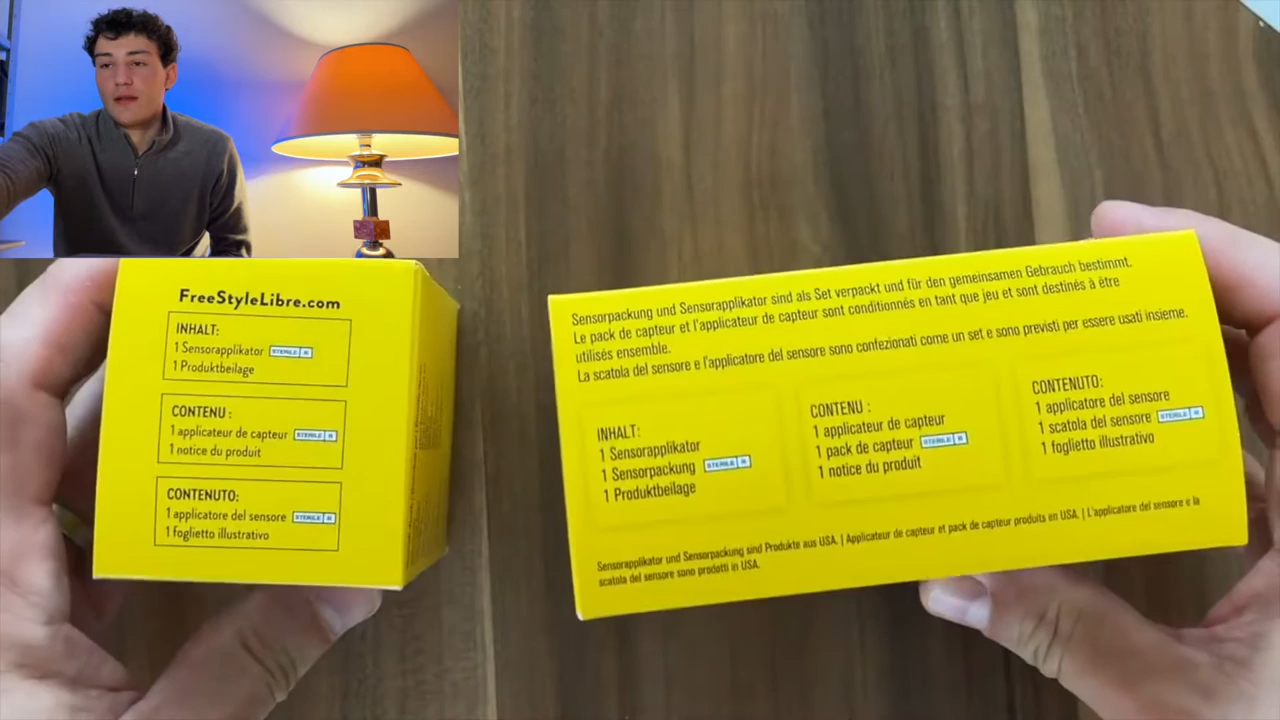 FreeStyleLibre.com
INHALT:
1 Sensorapplikator STERILE R
1 Produktbeilage
CONTENU :
1 applicateur de capteur STERILE R
1 notice du produit
CONTENUTO:
1 applicatore del sensore STERILE R
1 foglietto illustrativo
Sensorpackung und Sensorapplikator sind als Set verpackt und für den gemeinsamen Gebrauch bestimmt.
Le pack de capteur et l'applicateur de capteur sont conditionnés en tant que jeu et sont destinés à être
utilisés ensemble.
La scatola del sensore e l'applicatore del sensore sono confezionati come un set e sono previsti per essere usati insieme.
INHALT:
1 Sensorapplikator
1 Sensorpackung STERILE R
1 Produktbeilage
CONTENU :
1 applicateur de capteur
1 pack de capteur STERILE R
1 notice du produit
CONTENUTO:
1 applicatore del sensore
1 scatola del sensore STERILE R
1 foglietto illustrativo
Sensorapplikator und Sensorpackung sind Produkte aus USA. | Applicateur de capteur et pack de capteur produits en USA. | L'applicatore del sensore e la
scatola del sensore sono prodotti in USA.